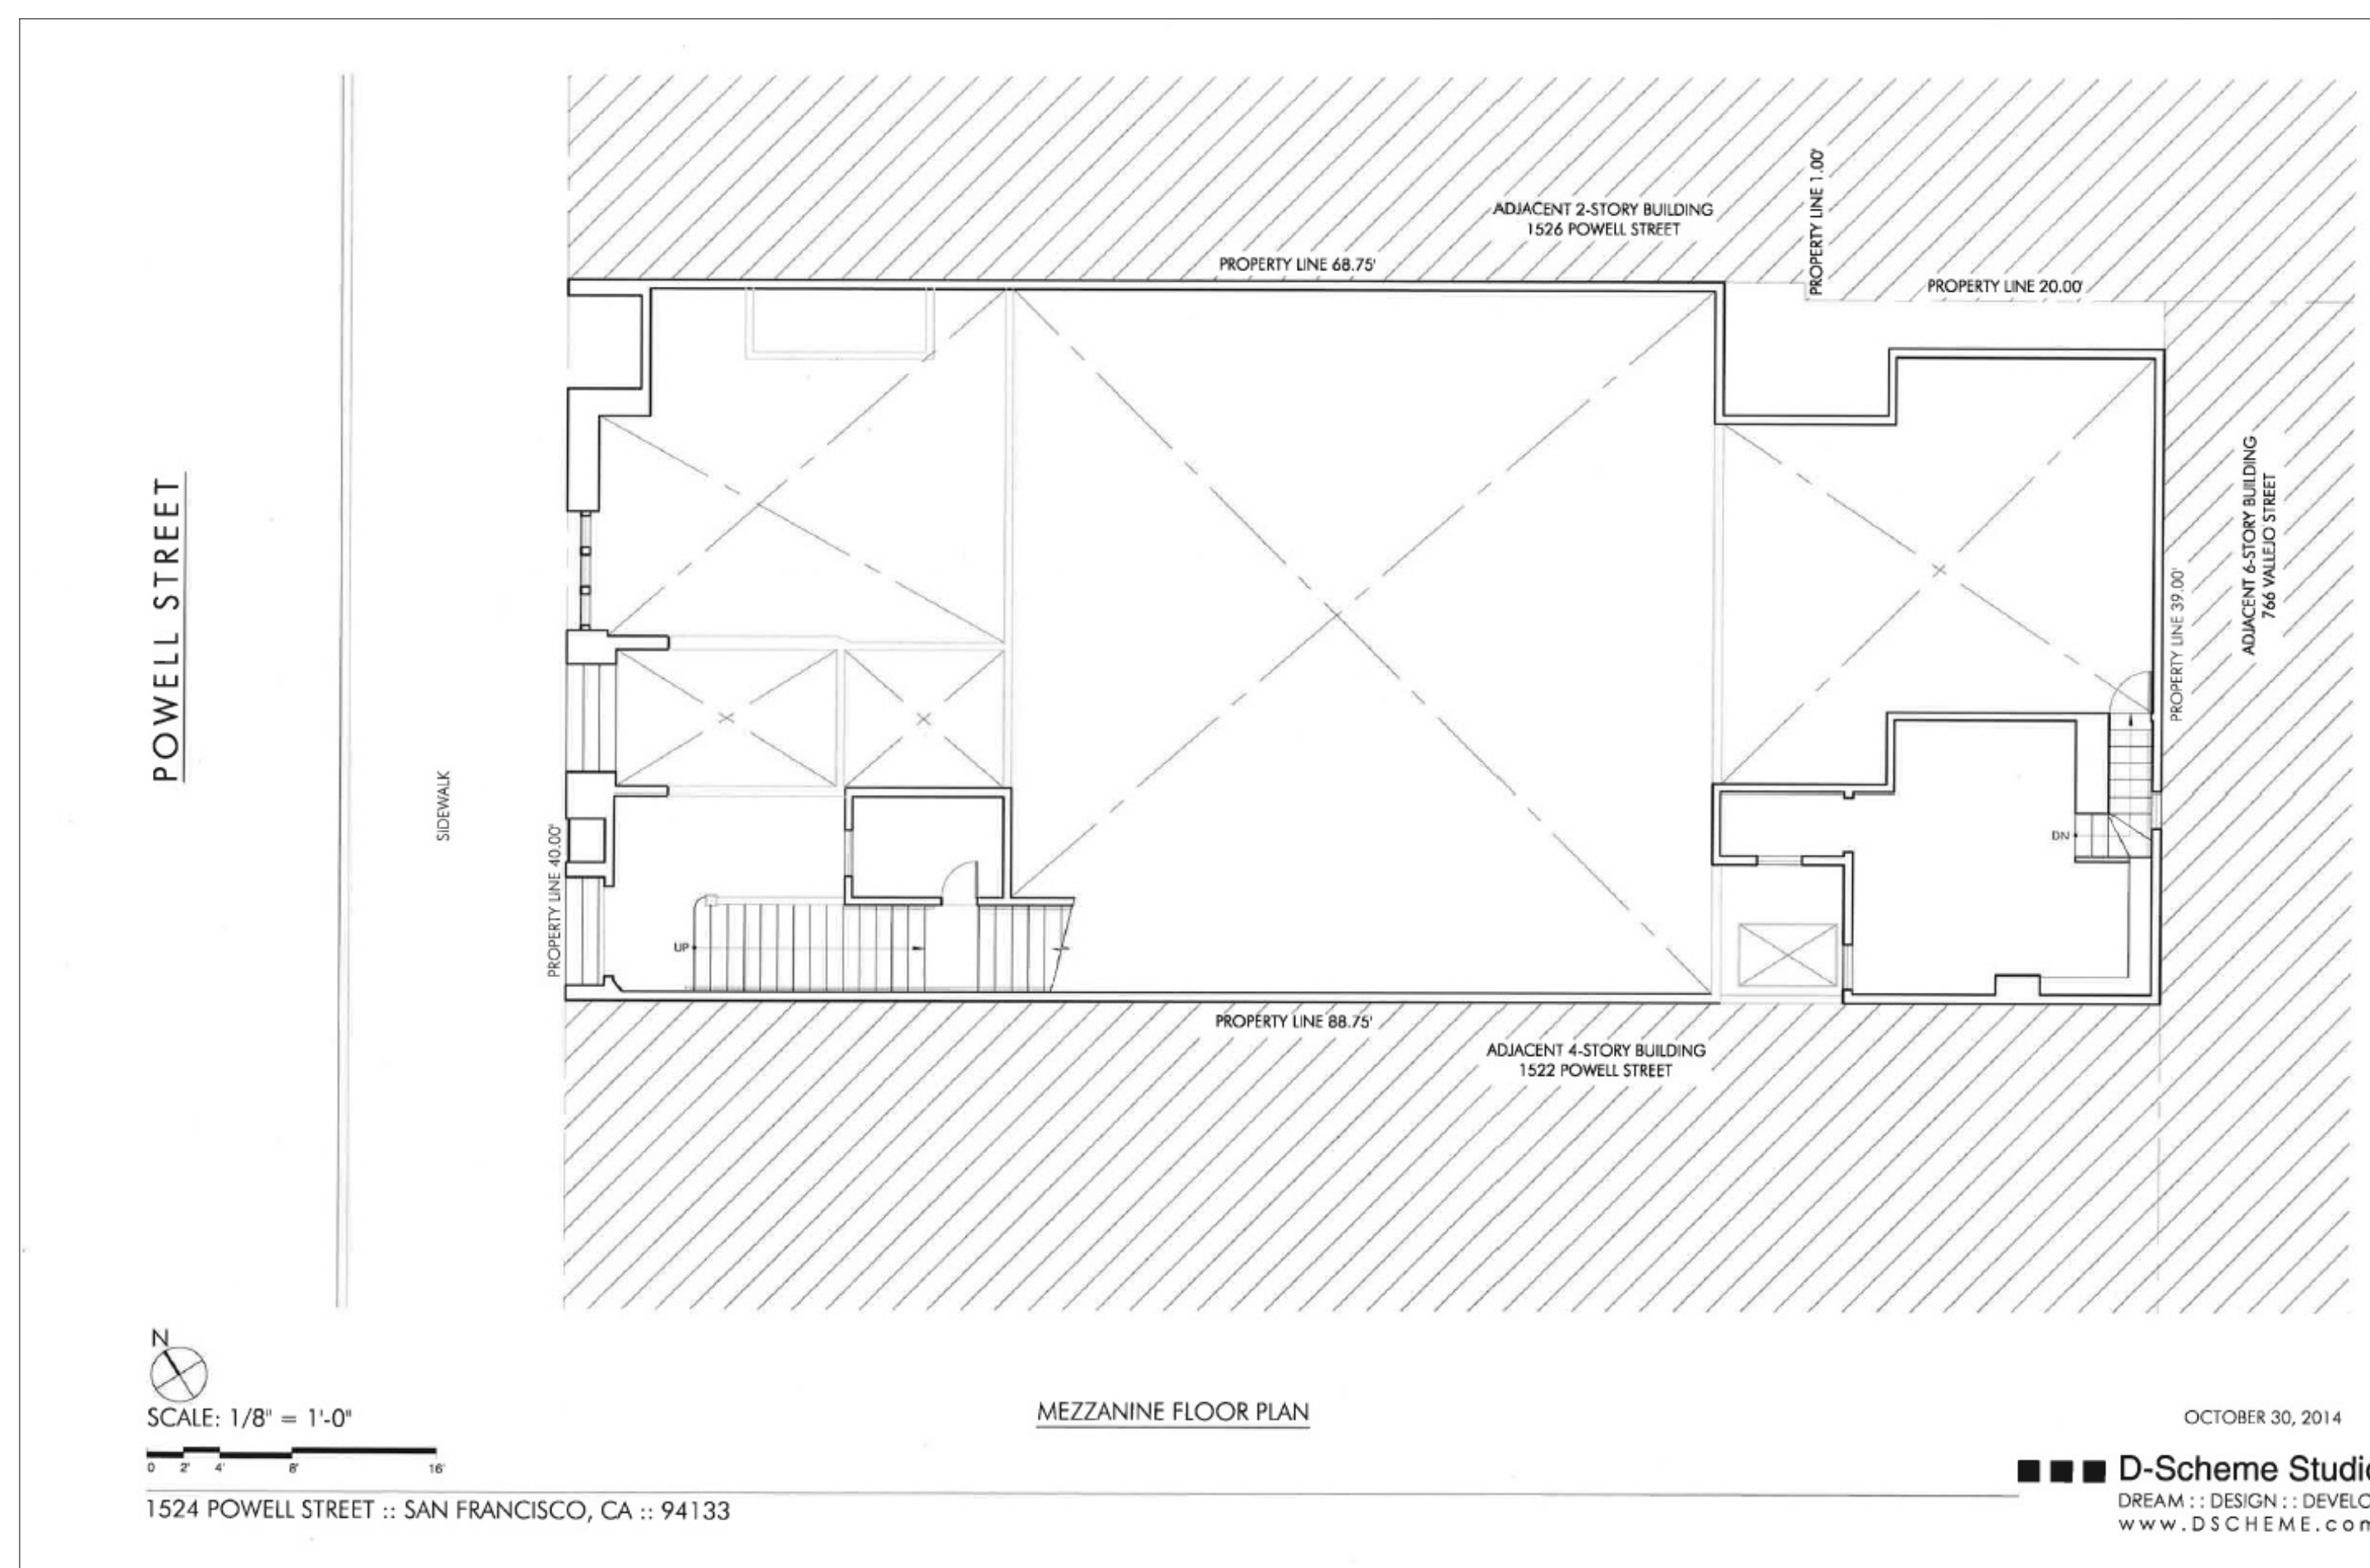 PROPERTY LINE 1.00'
ADJACENT 2-STORY BUILDING
1526 POWELL STREET
PROPERTY LINE 68.75'
PROPERTY LINE 20.00'
POWELL STREET
SIDEWALK
PROPERTY LINE 40.00'
UP
DN
PROPERTY LINE 39.00'
ADJACENT 6-STORY BUILDING
766 VALLEJO STREET
PROPERTY LINE 88.75'
ADJACENT 4-STORY BUILDING
1522 POWELL STREET
N
SCALE: 1/8" = 1'-0"
0 2' 4' 8' 16'
MEZZANINE FLOOR PLAN
OCTOBER 30, 2014
D-Scheme Studi
DREAM :: DESIGN :: DEVELO
www.DSCHEME.com
1524 POWELL STREET :: SAN FRANCISCO, CA :: 94133